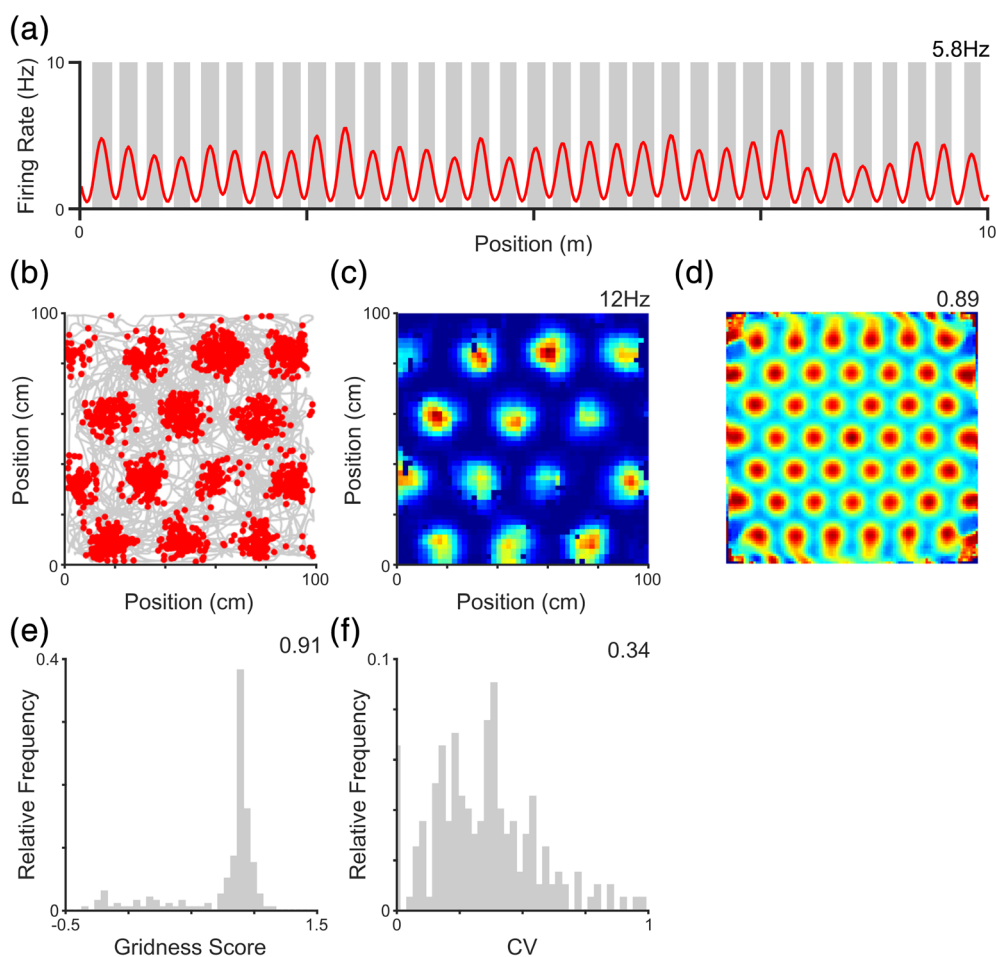 (a)
5.8Hz
10
Firing Rate (Hz)
0
0
10
Position (m)
(b)
(c)
(d)
12Hz
0.89
100
Position (cm)
0
0
100
Position (cm)
100
Position (cm)
0
0
100
Position (cm)
(e)
(f)
0.91
0.34
0.4
Relative Frequency
0
-0.5
1.5
Gridness Score
0.1
Relative Frequency
0
0
1
CV